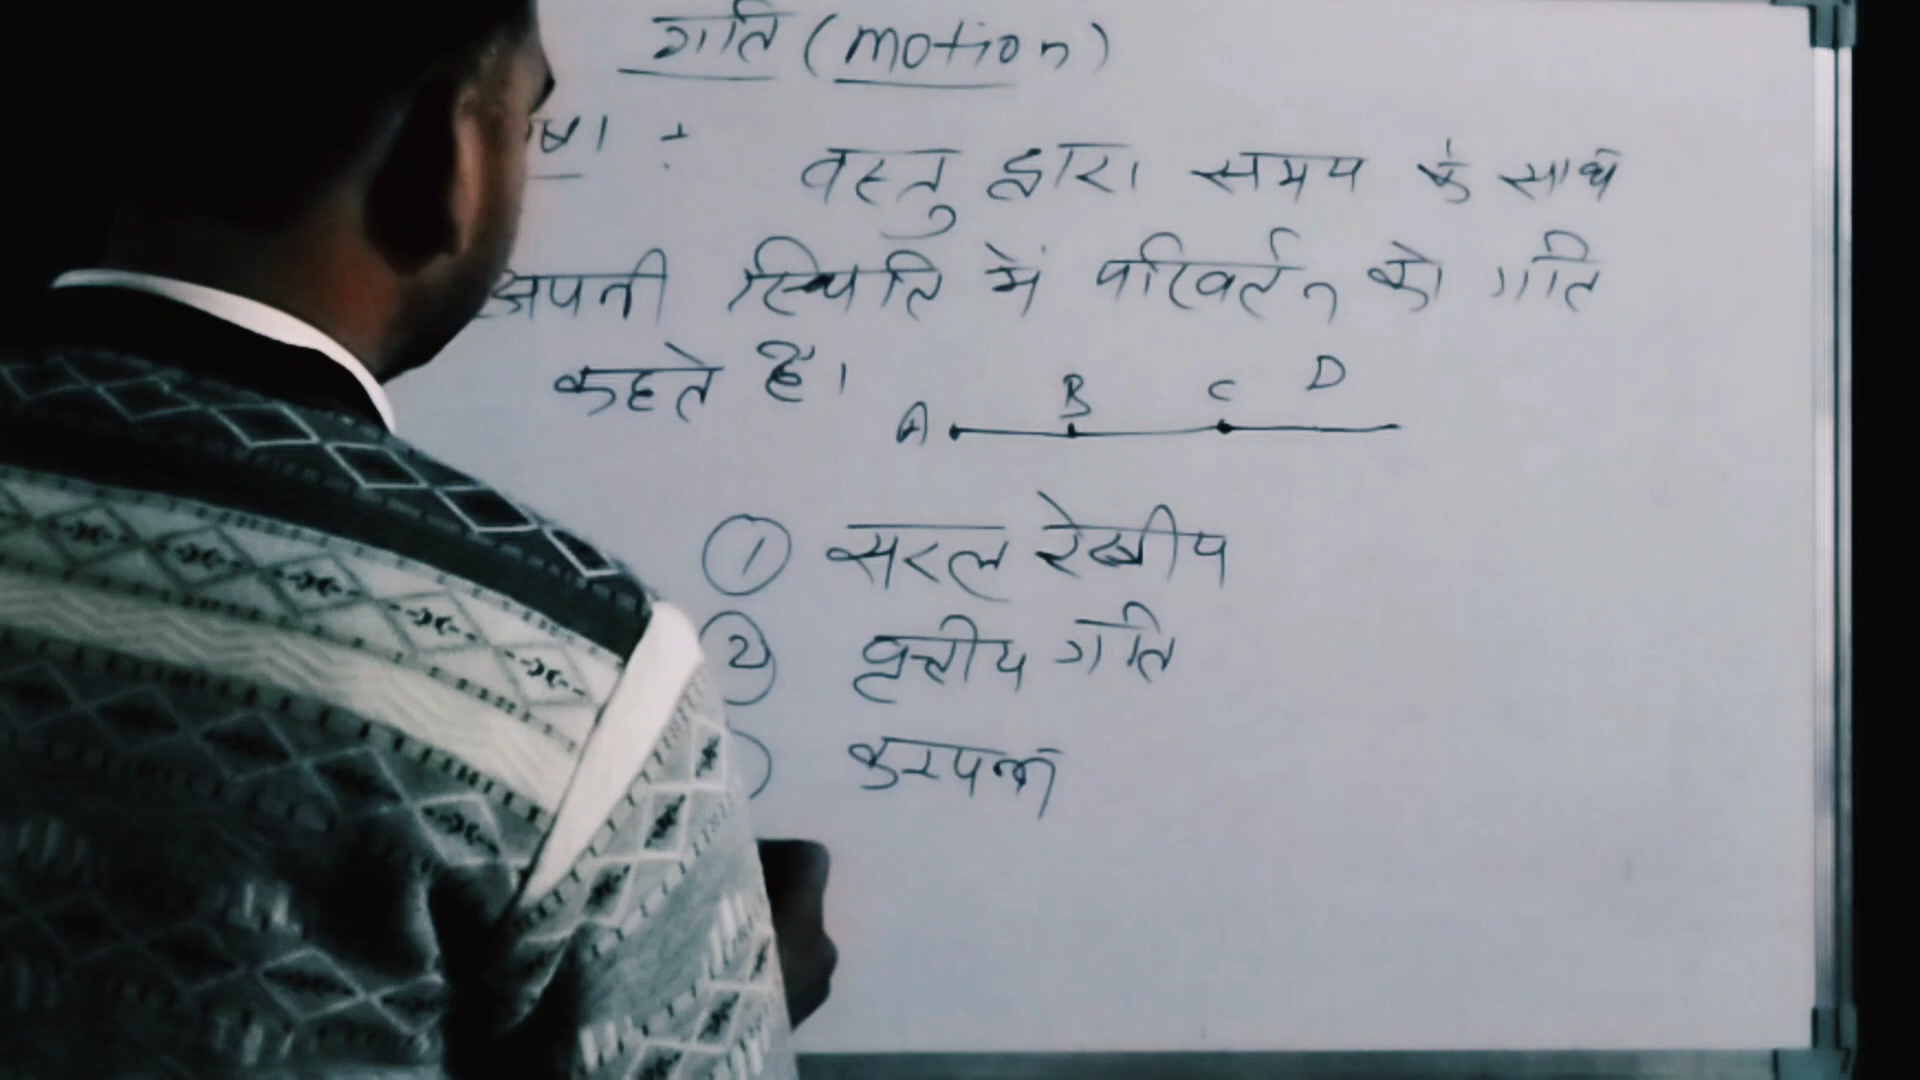 गति (motion)
षा ÷ वस्तु द्वारा समय के साथ
अपनी स्थिति में परिवर्तन को गति
कहते हैं।
A B C D
① सरल रेखीय
② वृत्तीय गति
कम्पन